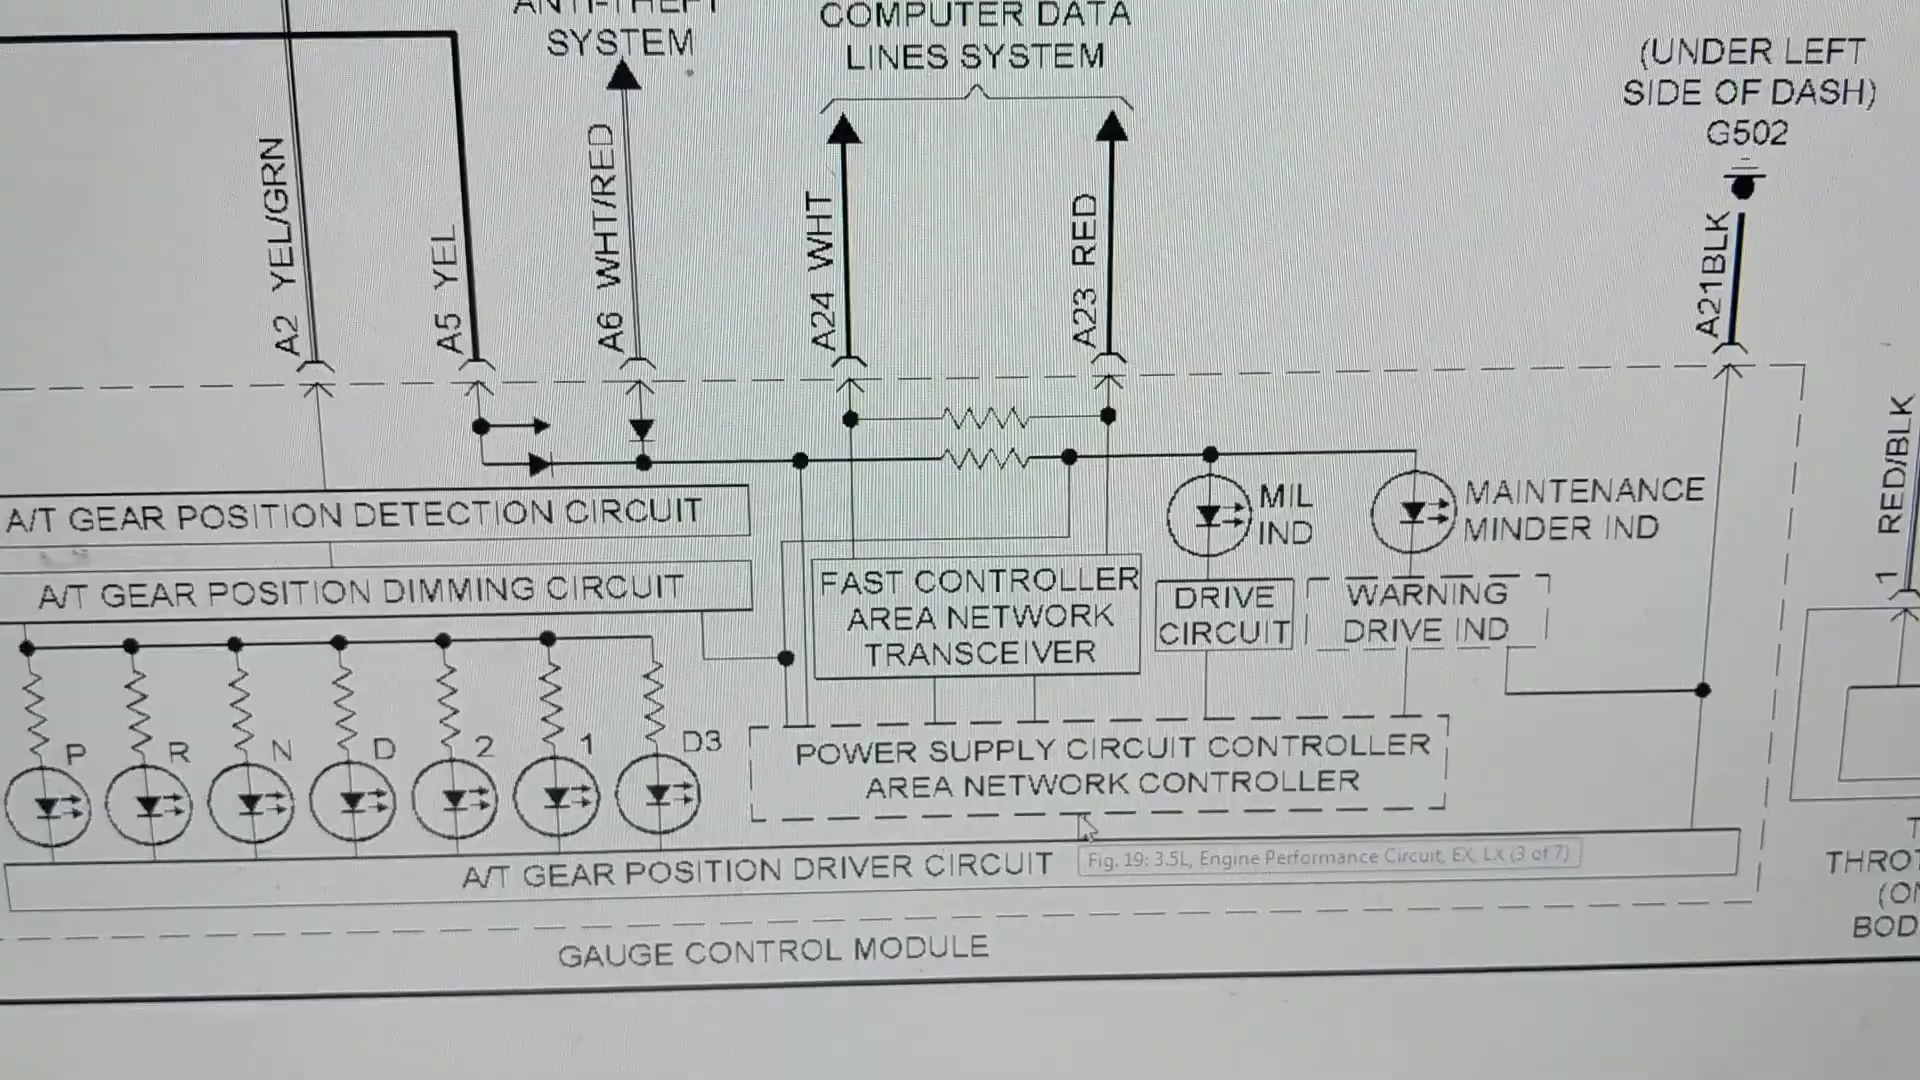 ANTI-THEFT
SYSTEM
COMPUTER DATA
LINES SYSTEM
(UNDER LEFT
SIDE OF DASH)
G502
A2 YEL/GRN
A5 YEL
A6 WHT/RED
A24 WHT
A23 RED
A21BLK
1 RED/BLK
A/T GEAR POSITION DETECTION CIRCUIT
A/T GEAR POSITION DIMMING CIRCUIT
FAST CONTROLLER
AREA NETWORK
TRANSCEIVER
MIL
IND
MAINTENANCE
MINDER IND
DRIVE
CIRCUIT
WARNING
DRIVE IND
P R N D 2 1 D3
POWER SUPPLY CIRCUIT CONTROLLER
AREA NETWORK CONTROLLER
A/T GEAR POSITION DRIVER CIRCUIT
Fig. 19: 3.5L, Engine Performance Circuit, EX, LX (3 of 7)
GAUGE CONTROL MODULE
T
THROT
(ON
BOD